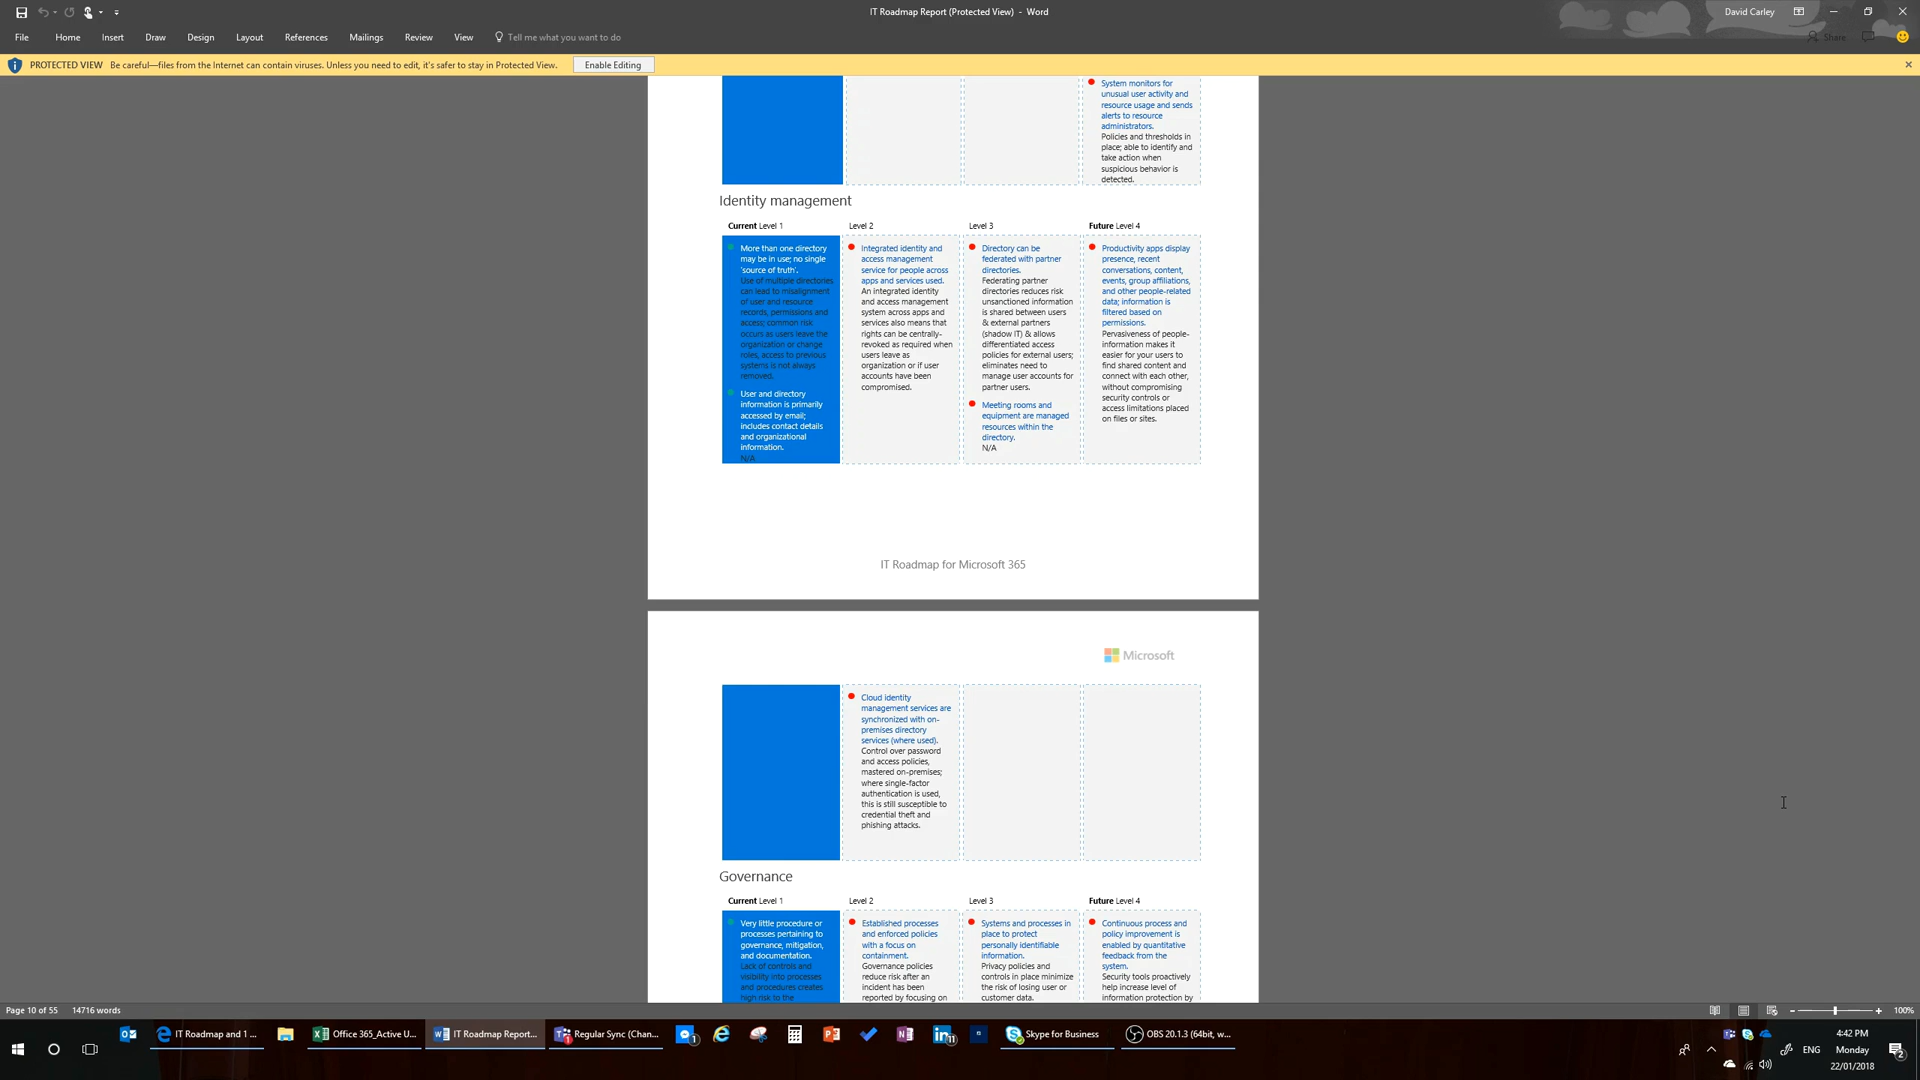 IT Roadmap Report (Protected View) - Word
David Carley
File Home Insert Draw Design Layout References Mailings Review View Tell me what you want to do
Share
PROTECTED VIEW Be careful—files from the Internet can contain viruses. Unless you need to edit, it's safer to stay in Protected View. Enable Editing
System monitors for
unusual user activity and
resource usage and sends
alerts to resource
administrators.
Policies and thresholds in
place; able to identify and
take action when
suspicious behavior is
detected.
Identity management
Current Level 1
More than one directory
may be in use; no single
'source of truth'.
Use of multiple directories
can lead to misalignment
of user and resource
records, permissions and
access; common risk
occurs as users leave the
organization or change
roles, access to previous
systems is not always
removed.
User and directory
information is primarily
accessed by email;
includes contact details
and organizational
information.
N/A
Level 2
Integrated identity and
access management
service for people across
apps and services used.
An integrated identity
and access management
system across apps and
services also means that
rights can be centrally-
revoked as required when
users leave as
organization or if user
accounts have been
compromised.
Level 3
Directory can be
federated with partner
directories.
Federating partner
directories reduces risk
unsanctioned information
is shared between users
& external partners
(shadow IT) & allows
differentiated access
policies for external users;
eliminates need to
manage user accounts for
partner users.
Meeting rooms and
equipment are managed
resources within the
directory.
N/A
Future Level 4
Productivity apps display
presence, recent
conversations, content,
events, group affiliations,
and other people-related
data; information is
filtered based on
permissions.
Pervasiveness of people-
information makes it
easier for your users to
find shared content and
connect with each other,
without compromising
security controls or
access limitations placed
on files or sites.
IT Roadmap for Microsoft 365
Microsoft
Cloud identity
management services are
synchronized with on-
premises directory
services (where used).
Control over password
and access policies,
mastered on-premises;
where single-factor
authentication is used,
this is still susceptible to
credential theft and
phishing attacks.
Governance
Current Level 1
Very little procedure or
processes pertaining to
governance, mitigation,
and documentation.
Lack of controls and
visibility into processes
and procedures creates
high risk to the
Level 2
Established processes
and enforced policies
with a focus on
containment.
Governance policies
reduce risk after an
incident has been
reported by focusing on
Level 3
Systems and processes in
place to protect
personally identifiable
information.
Privacy policies and
controls in place minimize
the risk of losing user or
customer data.
Future Level 4
Continuous process and
policy improvement is
enabled by quantitative
feedback from the
system.
Security tools proactively
help increase level of
information protection by
Page 10 of 55 14716 words
100%
IT Roadmap and 1 ... Office 365_Active U... IT Roadmap Report... Regular Sync (Chan... Skype for Business OBS 20.1.3 (64bit, w...
ENG
4:42 PM
Monday
22/01/2018